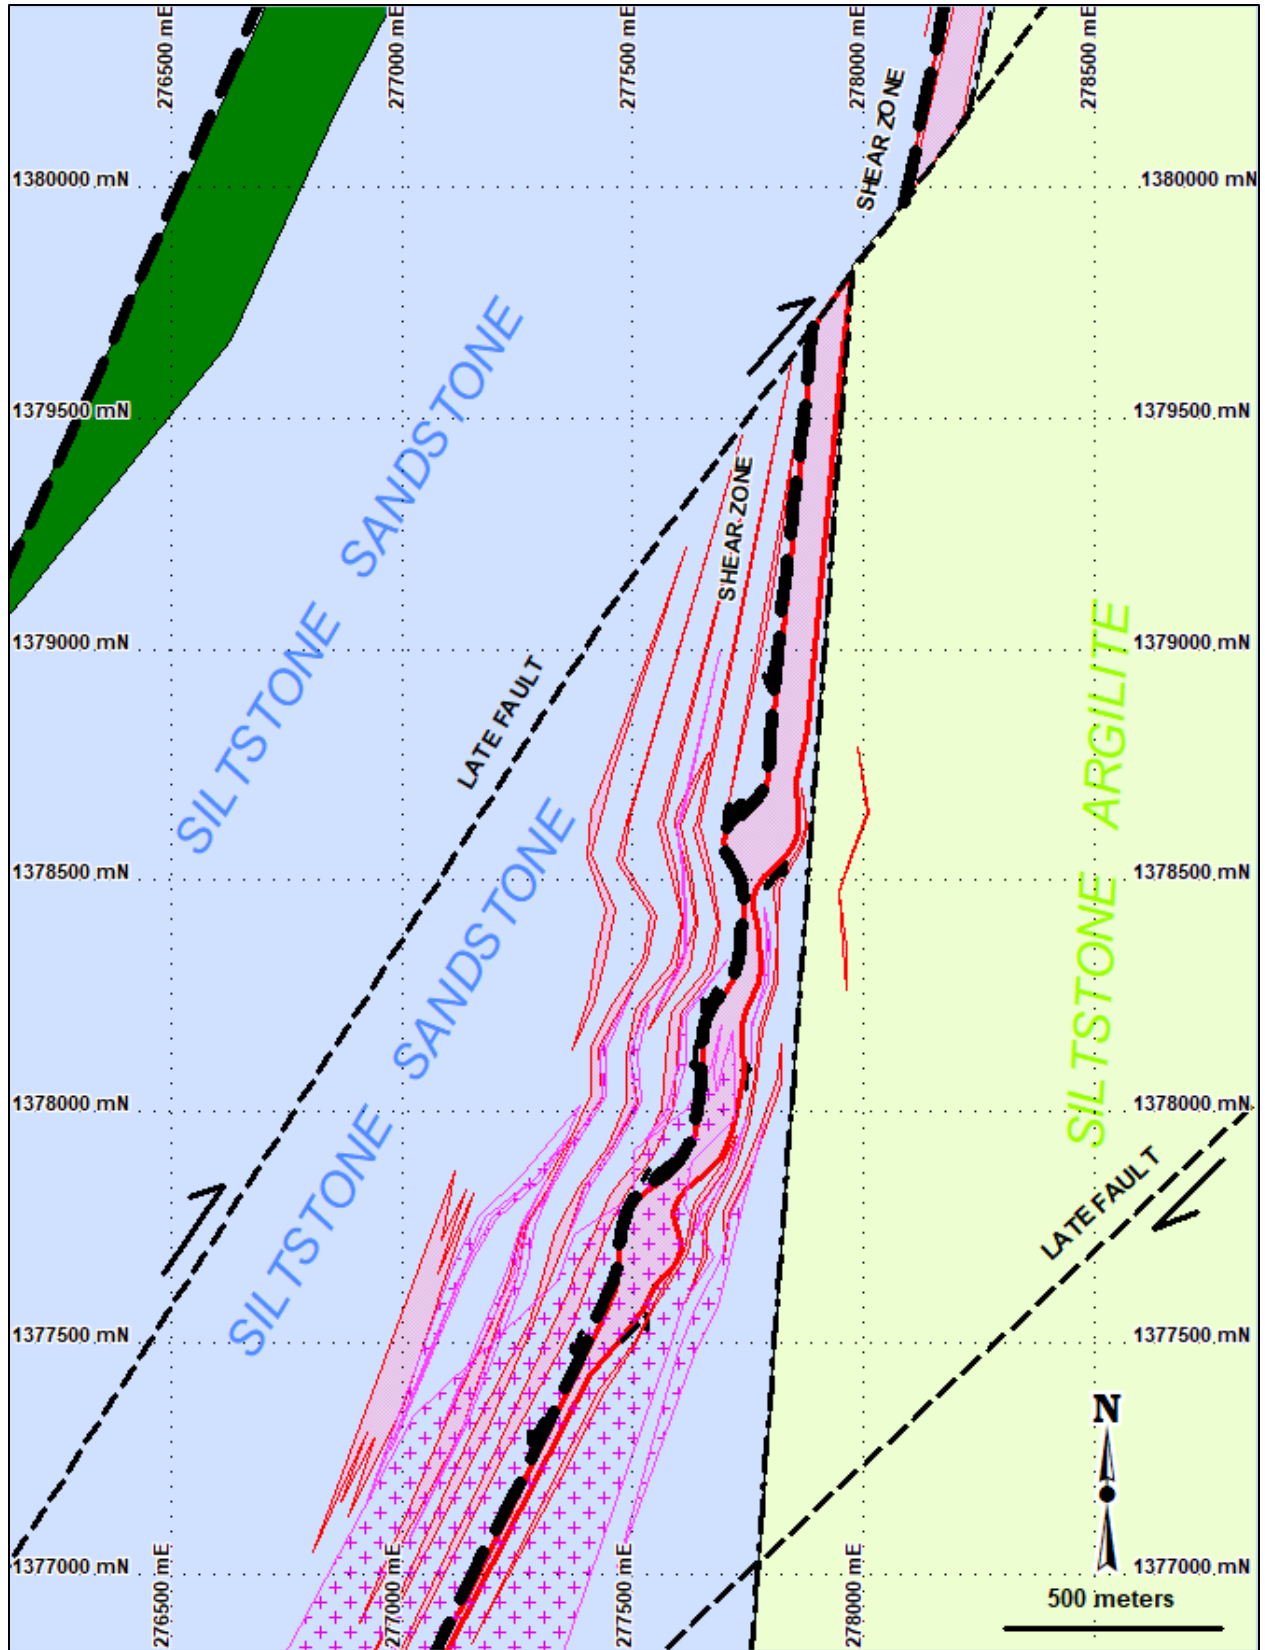 276500 mE
277000 mE
277500 mE
278000 mE
278500 mE
SHEAR ZONE
1380000 mN
1380000 mN
1379500 mN
1379500 mN
SILTSTONE SANDSTONE
SHEAR ZONE
1379000 mN
1379000 mN
LATE FAULT
SILTSTONE ARGILITE
1378500 mN
1378500 mN
SILTSTONE SANDSTONE
1378000 mN
1378000 mN
LATE FAULT
1377500 mN
1377500 mN
N
1377000 mN
1377000 mN
276500 mE
277000 mE
277500 mE
278000 mE
500 meters